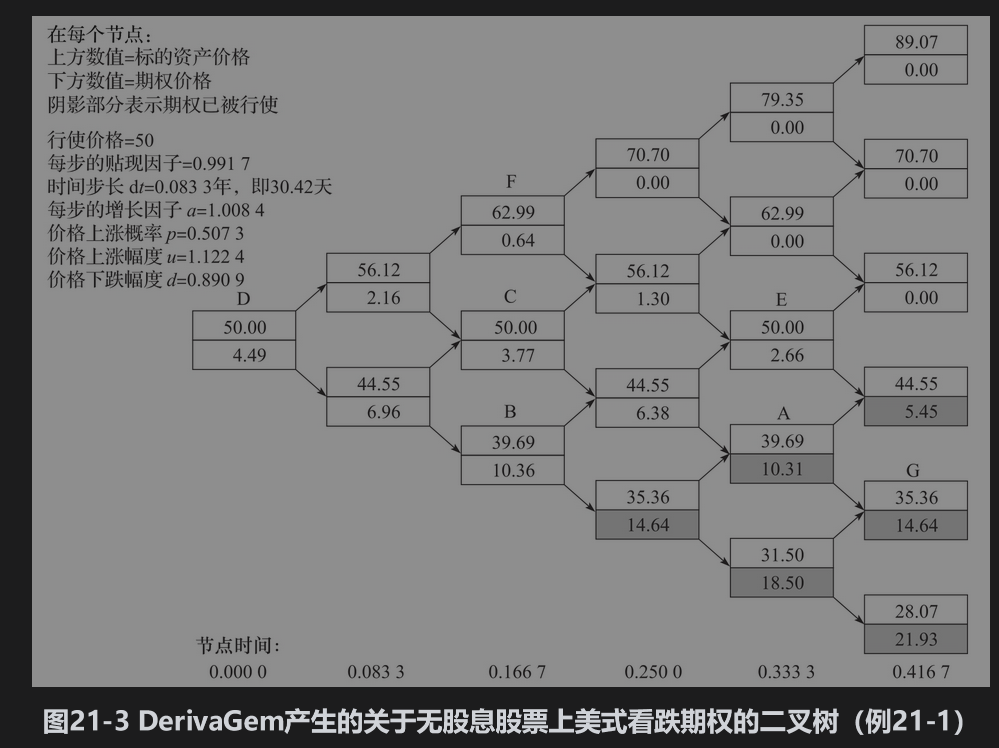 在每个节点：
上方数值=标的资产价格
下方数值=期权价格
阴影部分表示期权已被行使
行使价格=50
每步的贴现因子=0.991 7
时间步长 dt=0.083 3年，即30.42天
每步的增长因子 a=1.008 4
价格上涨概率 p=0.507 3
价格上涨幅度 u=1.122 4
价格下跌幅度 d=0.890 9
D
50.00
4.49
56.12
2.16
44.55
6.96
F
62.99
0.64
C
50.00
3.77
B
39.69
10.36
70.70
0.00
56.12
1.30
44.55
6.38
35.36
14.64
79.35
0.00
62.99
0.00
E
50.00
2.66
A
39.69
10.31
31.50
18.50
89.07
0.00
70.70
0.00
56.12
0.00
44.55
5.45
G
35.36
14.64
28.07
21.93
节点时间：
0.000 0 0.083 3 0.166 7 0.250 0 0.333 3 0.416 7
图21-3 DerivaGem产生的关于无股息股票上美式看跌期权的二叉树（例21-1）